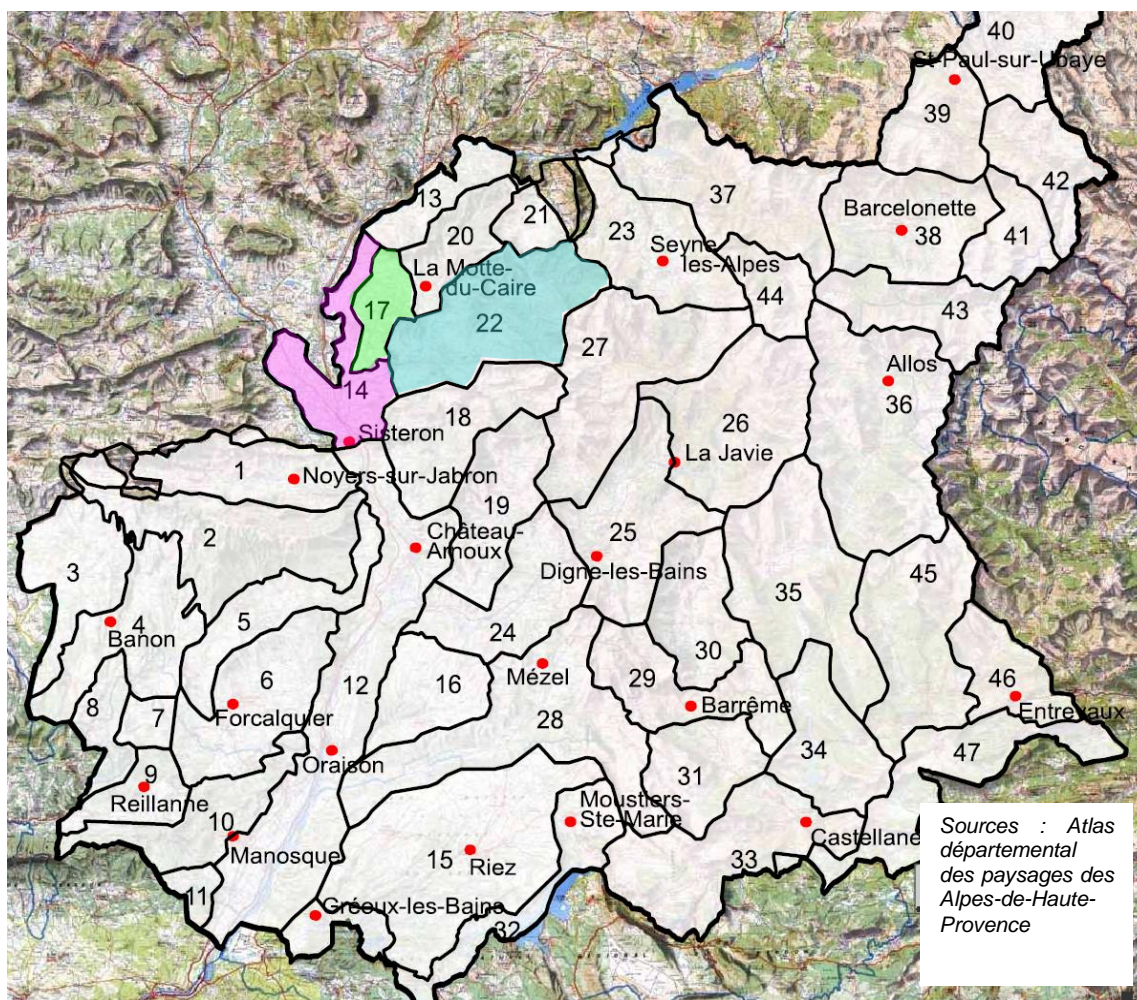 40
St-Paul-sur-Ubaye
39
13
37
42
21
20
Barcelonette
23
38
41
Seyne
les-Alpes
La Motte-
du-Caire
44
17
43
22
27
Allos
14
36
26
18
Sisteron
La Javie
1
Noyers-sur-Jabron
19
2
Château-
Arnoux
25
3
Digne-les-Bains
45
35
4
5
Banon
24
30
Mézel
29
6
12
16
46
8
7
Forcalquier
Barrême
Entrevaux
28
Oraison
34
47
9
31
Reillanne
Moustiers-
Ste-Marie
10
Castellane
Manosque
15
Riez
33
11
Gréoux-les-Bains
32
Sources : Atlas
départemental
des paysages des
Alpes-de-Haute-
Provence